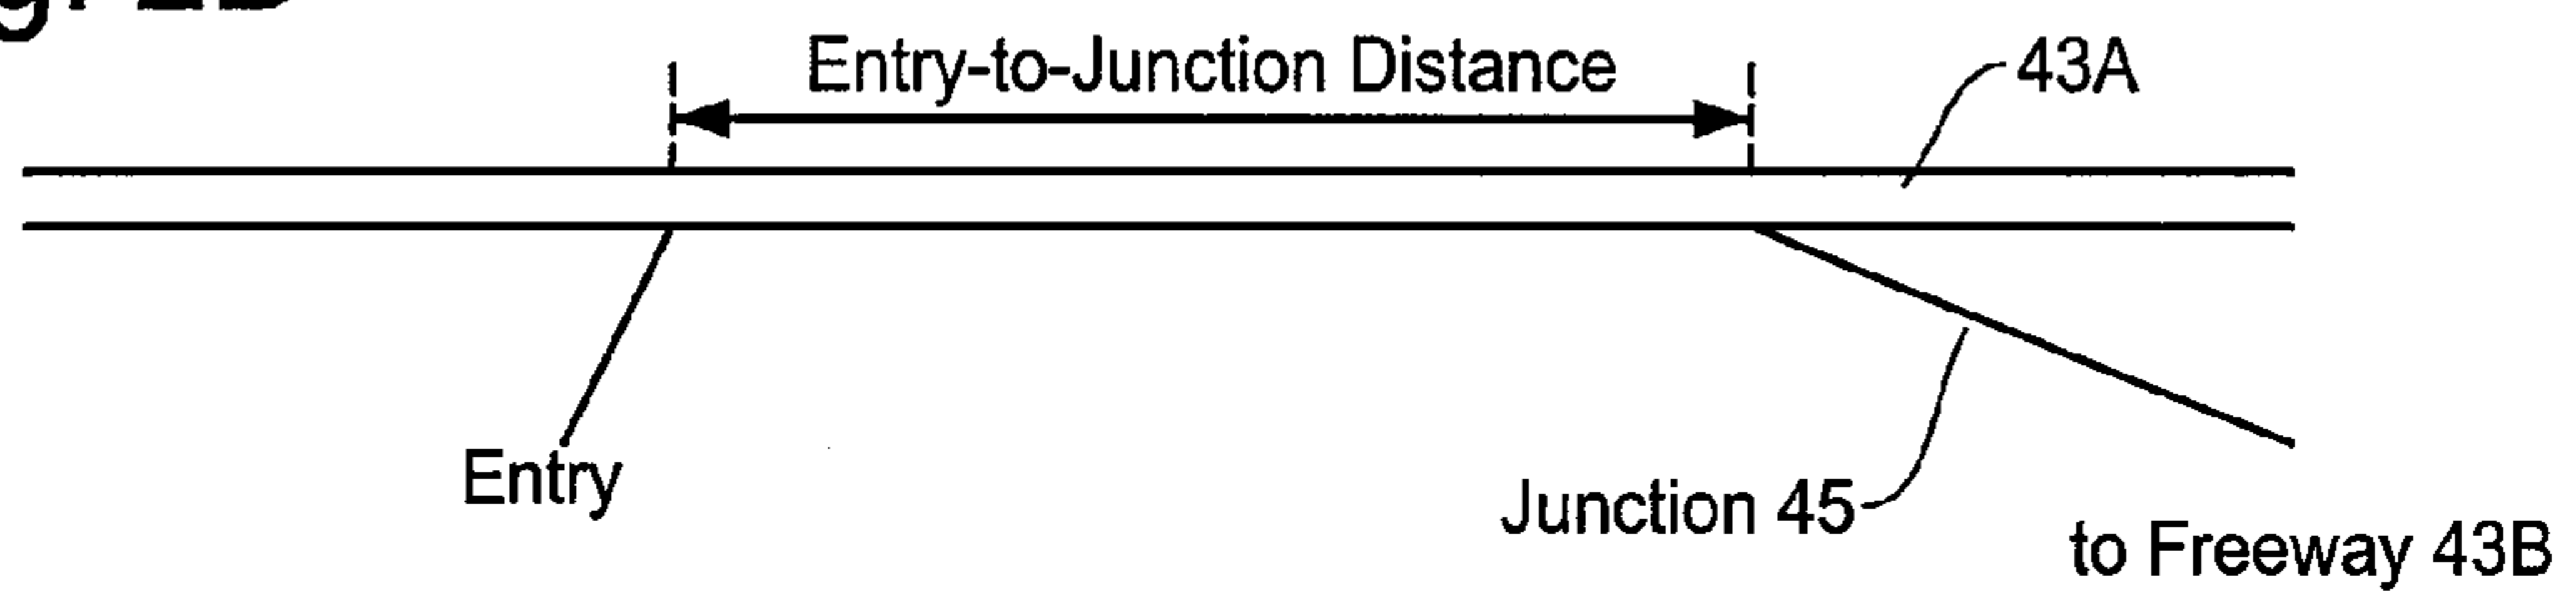 Entry-to-Junction Distance
43A
Entry
Junction 45
to Freeway 43B